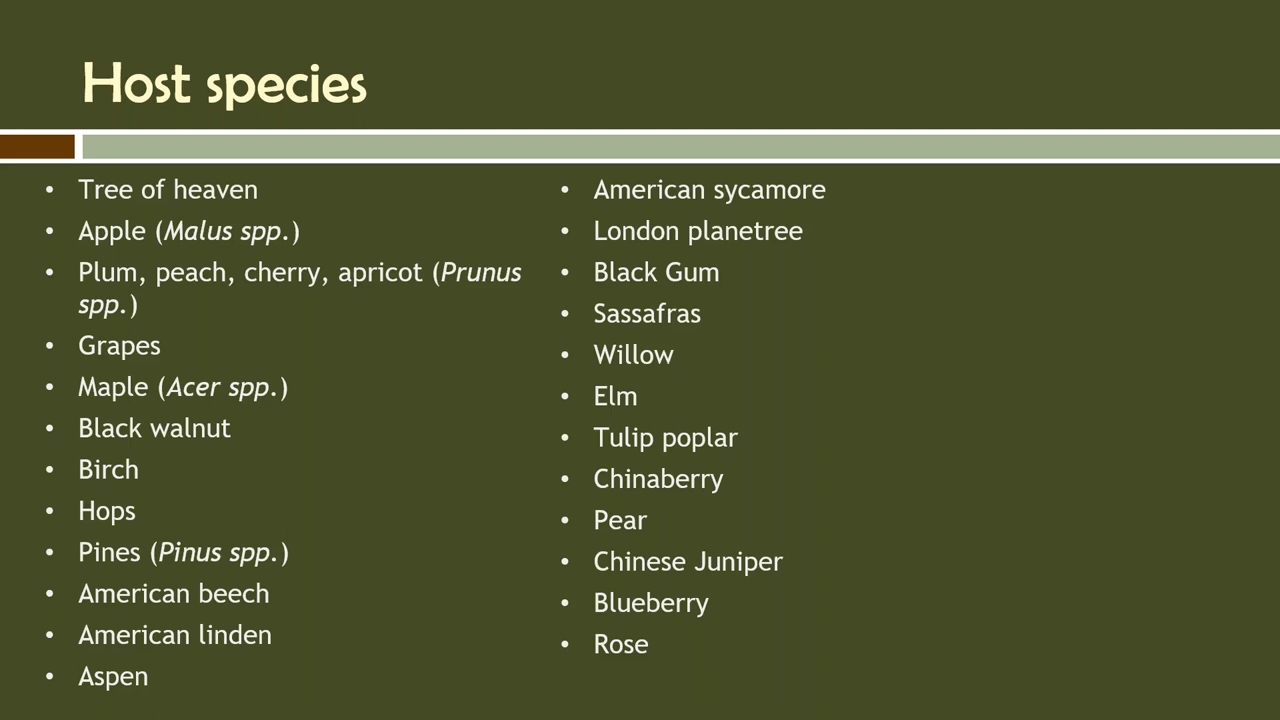 Host species
• Tree of heaven
• Apple (Malus spp.)
• Plum, peach, cherry, apricot (Prunus
spp.)
• Grapes
• Maple (Acer spp.)
• Black walnut
• Birch
• Hops
• Pines (Pinus spp.)
• American beech
• American linden
• Aspen
• American sycamore
• London planetree
• Black Gum
• Sassafras
• Willow
• Elm
• Tulip poplar
• Chinaberry
• Pear
• Chinese Juniper
• Blueberry
• Rose